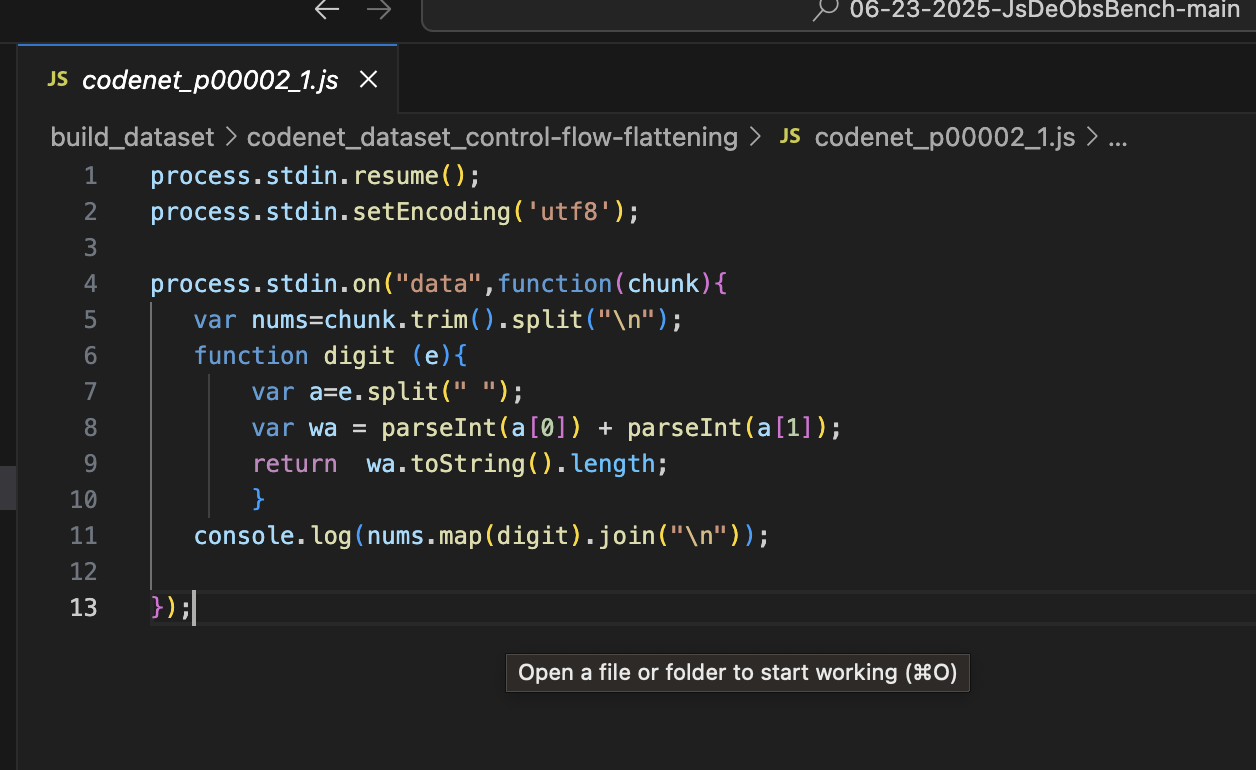 ← → 06-23-2025-JsDeObsBench-main
JS codenet_p00002_1.js ×
build_dataset > codenet_dataset_control-flow-flattening > JS codenet_p00002_1.js > ...
1 process.stdin.resume();
2 process.stdin.setEncoding('utf8');
3
4 process.stdin.on("data",function(chunk){
5    var nums=chunk.trim().split("\n");
6    function digit (e){
7        var a=e.split(" ");
8        var wa = parseInt(a[0]) + parseInt(a[1]);
9        return  wa.toString().length;
10        }
11    console.log(nums.map(digit).join("\n"));
12
13 });
Open a file or folder to start working (⌘O)